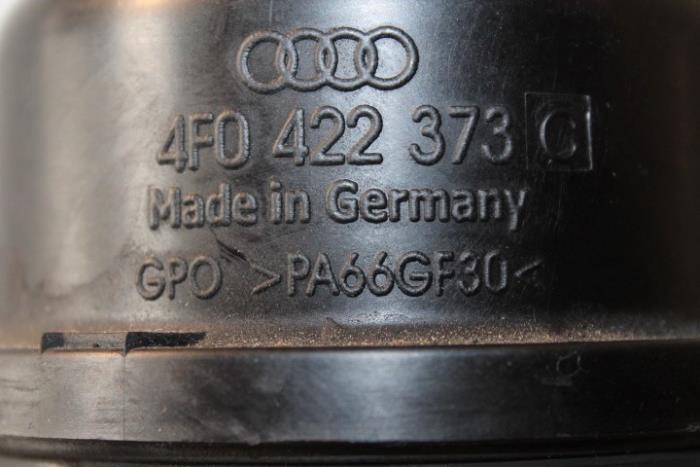 4F0 422 373 C
Made in Germany
GPO >PA66GF30<